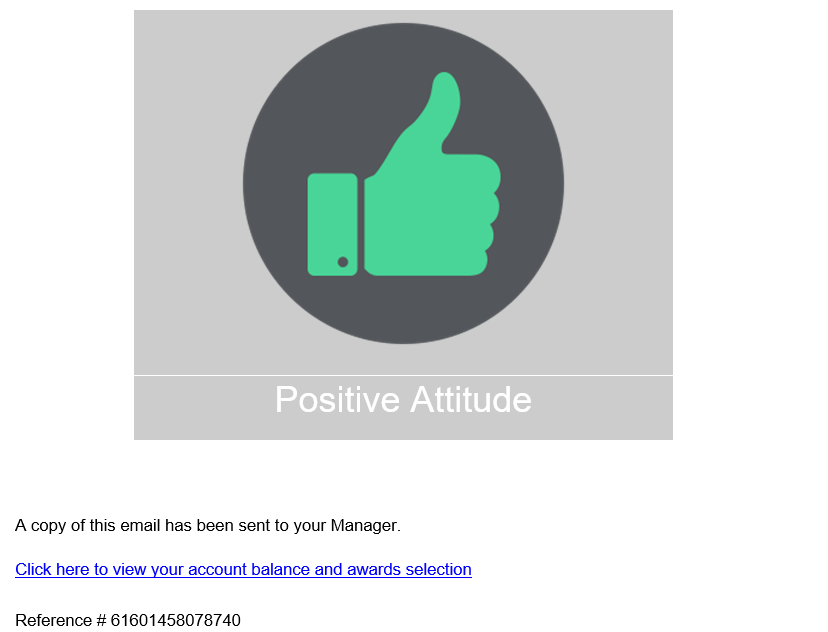 Positive Attitude
A copy of this email has been sent to your Manager.
Click here to view your account balance and awards selection
Reference # 61601458078740